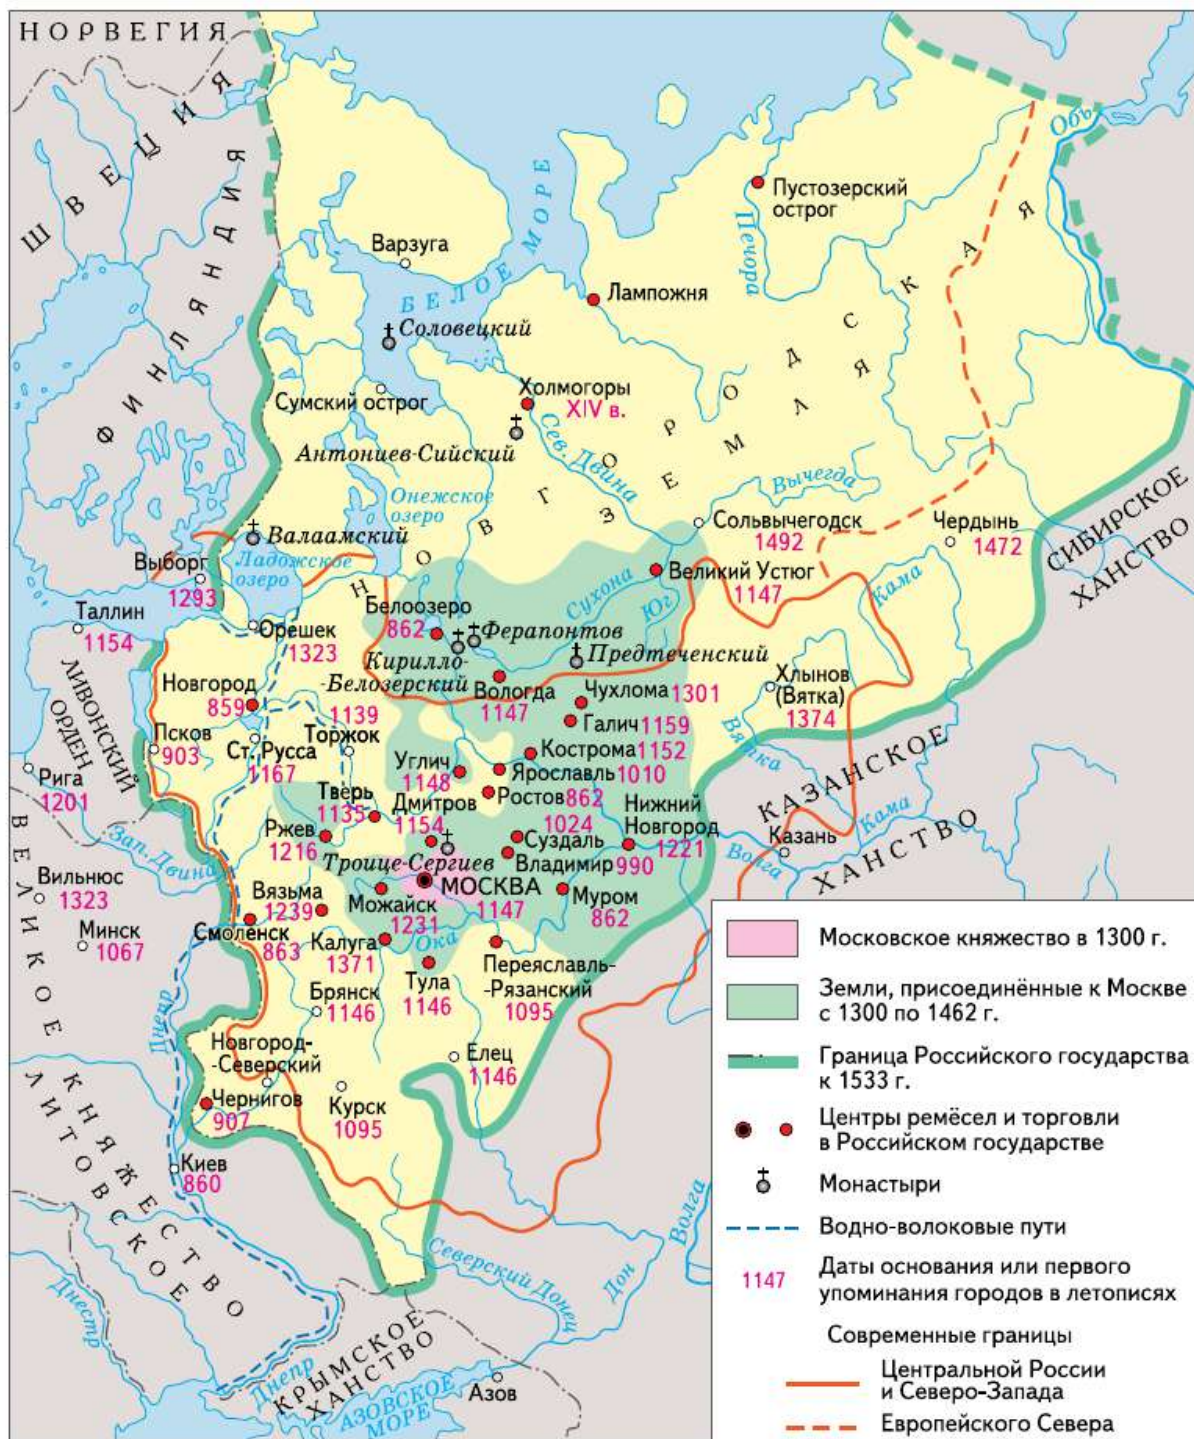 НОРВЕГИЯ
ШВЕЦИЯ
ФИНЛЯНДИЯ
Обь
Пустозерский
острог
Печора
Варзуга
БЕЛОЕ МОРЕ
Лампожня
Соловецкий
НОВГОРОДСКАЯ
ЗЕМЛЯ
Сумский острог
Холмогоры
XIV в.
Антониев-Сийский
Сев. Двина
Онежское
озеро
Вычегда
Сольвычегодск
1492
Чердынь
1472
СИБИРСКОЕ
ХАНСТВО
Валаамский
Ладожское
озеро
Выборг
1293
Великий Устюг
1147
Сухона
Юг
Кама
Таллин
1154
Орешек
1323
Белоозеро
862
Ферапонтов
Кирилло-
-Белозерский
Предтеченский
ЛИВОНСКИЙ
ОРДЕН
Новгород
859
1139
Торжок
Вологда
1147
Чухлома 1301
Хлынов
(Вятка)
1374
Галич 1159
Псков
903
Ст. Русса
1167
Кострома 1152
Вятка
Рига
1201
Углич
1148
Ярославль
1010
Ростов 862
КАЗАНСКОЕ
ХАНСТВО
Тверь
1135
Дмитров
1154
1024
Суздаль
Нижний
Новгород
1221
Ржев
1216
Казань
Кама
Волга
Зап. Двина
Троице-Сергиев
Владимир 990
Вильнюс
1323
МОСКВА
1147
Муром
862
Вязьма
1239
Можайск
1231
Минск
1067
Смоленск
863
Калуга
1371
Ока
Тула
1146
Переяславль-
-Рязанский
1095
Днепр
Брянск
1146
Новгород-
-Северский
Елец
1146
Чернигов
907
Курск
1095
Киев
860
ВЕЛИКОЕ
КНЯЖЕСТВО
ЛИТОВСКОЕ
Северский Донец
Дон
Волга
Днестр
Днепр
КРЫМСКОЕ
ХАНСТВО
АЗОВСКОЕ
МОРЕ
Азов
Московское княжество в 1300 г.
Земли, присоединённые к Москве
с 1300 по 1462 г.
Граница Российского государства
к 1533 г.
Центры ремёсел и торговли
в Российском государстве
Монастыри
Водно-волоковые пути
1147
Даты основания или первого
упоминания городов в летописях
Современные границы
Центральной России
и Северо-Запада
Европейского Севера